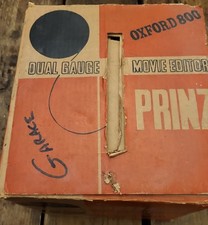 OXFORD 800
DUAL GAUGE MOVIE EDITOR
PRINZ
GARAGE